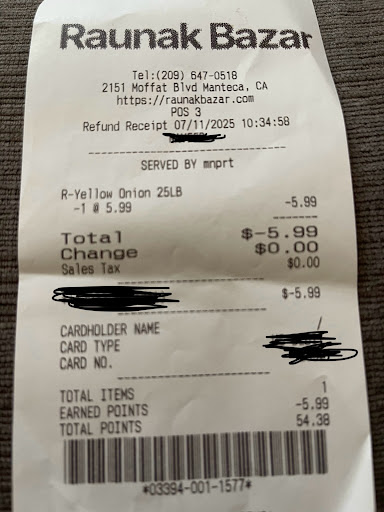 Raunak Bazar
Tel:(209) 647-0518
2151 Moffat Blvd Manteca, CA
https://raunakbazar.com
POS 3
Refund Receipt 07/11/2025 10:34:58
SERVED BY mnprt
R-Yellow Onion 25LB
-1 @ 5.99 -5.99
Total $-5.99
Change $0.00
Sales Tax $0.00
$-5.99
CARDHOLDER NAME /
CARD TYPE
CARD NO.
TOTAL ITEMS 1
EARNED POINTS -5.99
TOTAL POINTS 54.38
*03394-001-1577*